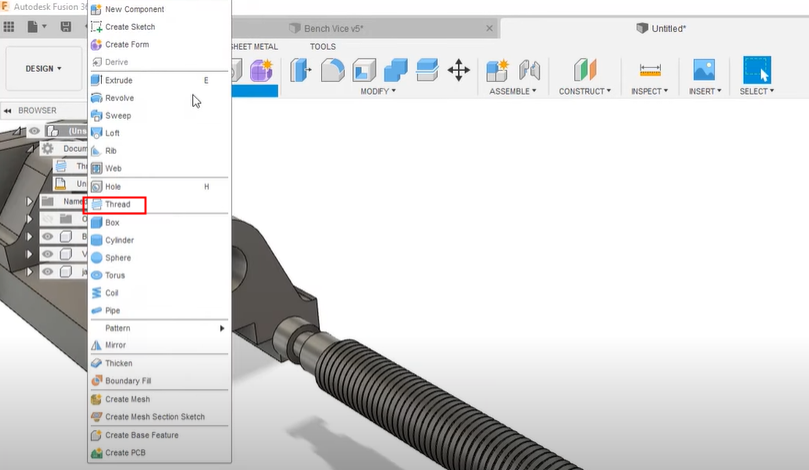 Autodesk Fusion 36
Bench Vice v5*
Untitled*
SHEET METAL
TOOLS
DESIGN
MODIFY
ASSEMBLE
CONSTRUCT
INSPECT
INSERT
SELECT
BROWSER
(Uns
Docum
Th
Un
Named
O
B
V
ja
New Component
Create Sketch
Create Form
Derive
Extrude E
Revolve
Sweep
Loft
Rib
Web
Hole H
Thread
Box
Cylinder
Sphere
Torus
Coil
Pipe
Pattern
Mirror
Thicken
Boundary Fill
Create Mesh
Create Mesh Section Sketch
Create Base Feature
Create PCB